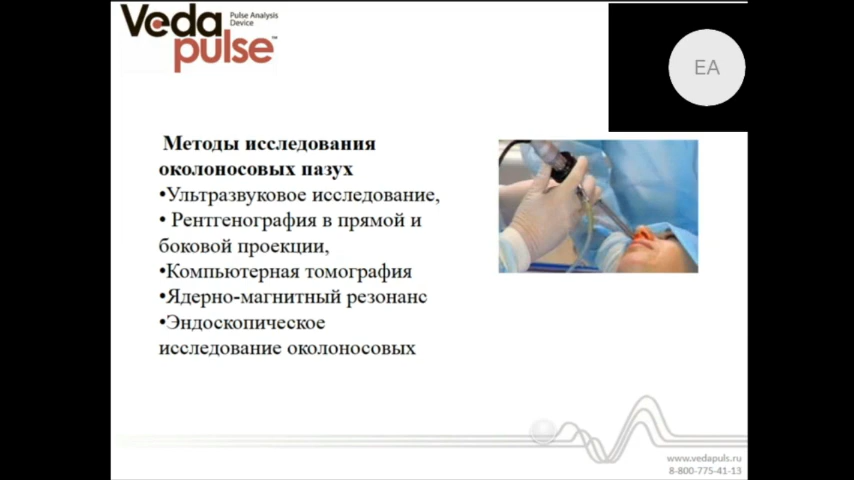 Veda Pulse Analysis
Device
pulse™
EA
Методы исследования
околоносовых пазух
•Ультразвуковое исследование,
• Рентгенография в прямой и
боковой проекции,
•Компьютерная томография
•Ядерно-магнитный резонанс
•Эндоскопическое
исследование околоносовых
www.vedapuls.ru
8-800-775-41-13